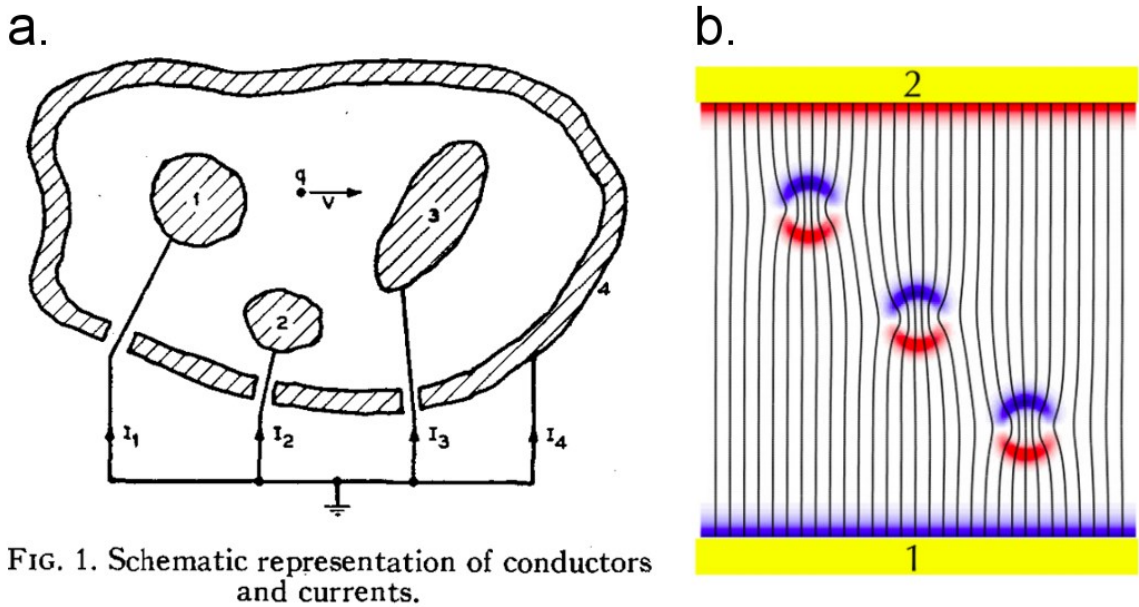 a.
b.
1
q
V
3
2
4
I₁
I₂
I₃
I₄
FIG. 1. Schematic representation of conductors
and currents.
2
1